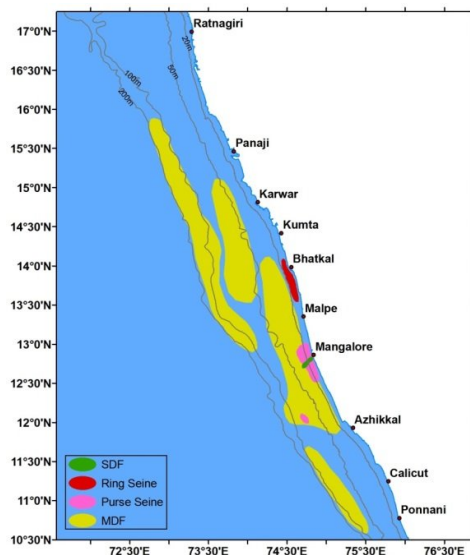 17°0'N
16°30'N
16°0'N
15°30'N
15°0'N
14°30'N
14°0'N
13°30'N
13°0'N
12°30'N
12°0'N
11°30'N
11°0'N
10°30'N
Ratnagiri
20m
50m
100m
200m
Panaji
Karwar
Kumta
Bhatkal
Malpe
Mangalore
Azhikkal
Calicut
Ponnani
SDF
Ring Seine
Purse Seine
MDF
72°30'E 73°30'E 74°30'E 75°30'E 76°30'E